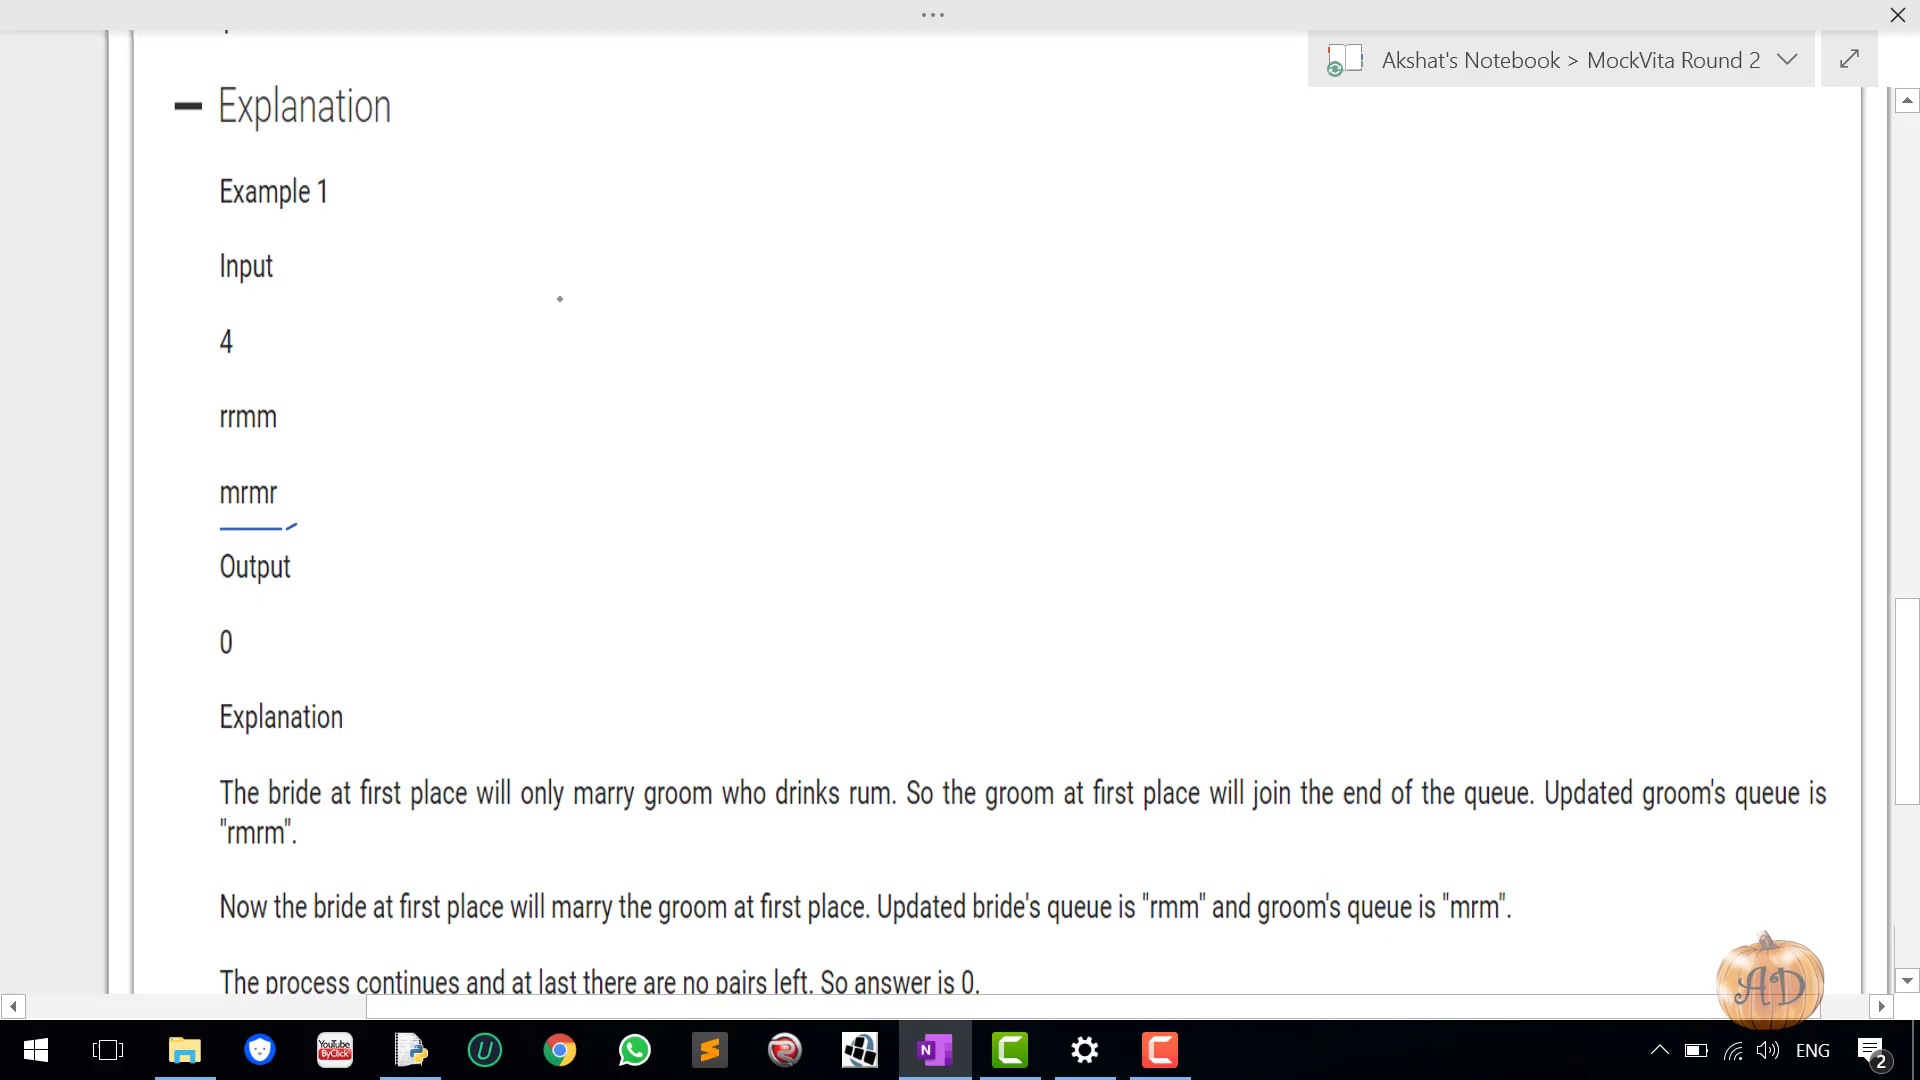 Akshat's Notebook > MockVita Round 2
Explanation
Example 1
Input
4
rrmm
mrmr
Output
0
Explanation
The bride at first place will only marry groom who drinks rum. So the groom at first place will join the end of the queue. Updated groom's queue is
"rmrm".
Now the bride at first place will marry the groom at first place. Updated bride's queue is "rmm" and groom's queue is "mrm".
The process continues and at last there are no pairs left. So answer is 0.
AD
YouTube
ByClick
U
N
ENG
2